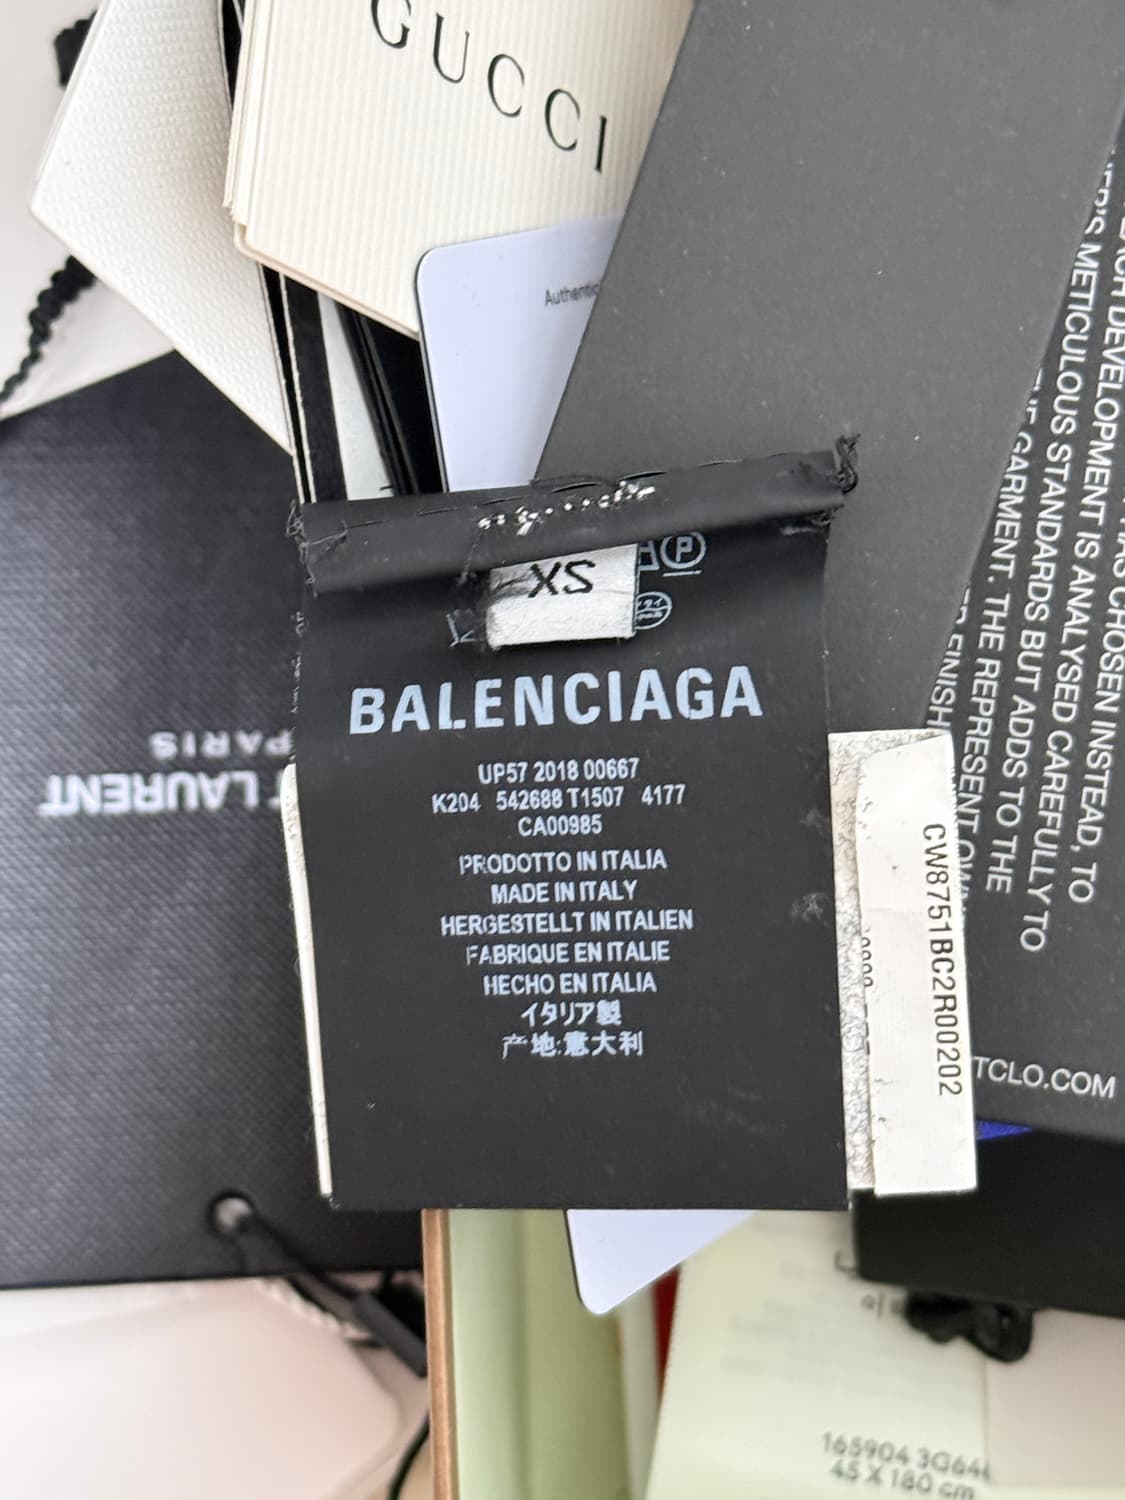 GUCCI
XS
P
BALENCIAGA
UP57 2018 00667
K204 542688 T1507 4177
CA00985
PRODOTTO IN ITALIA
MADE IN ITALY
HERGESTELLT IN ITALIEN
FABRIQUE EN ITALIE
HECHO EN ITALIA
イタリア製
产地:意大利
LAURENT
PARIS
CW8751BC2R00202
EACH DEVELOPMENT IS ANALYSED CAREFULLY TO
METICULOUS STANDARDS BUT ADDS TO THE
GARMENT. THE REPRESENT
CHOSEN INSTEAD, TO
FINISH
TCLO.COM
165904 3G646
45 X 180 cm